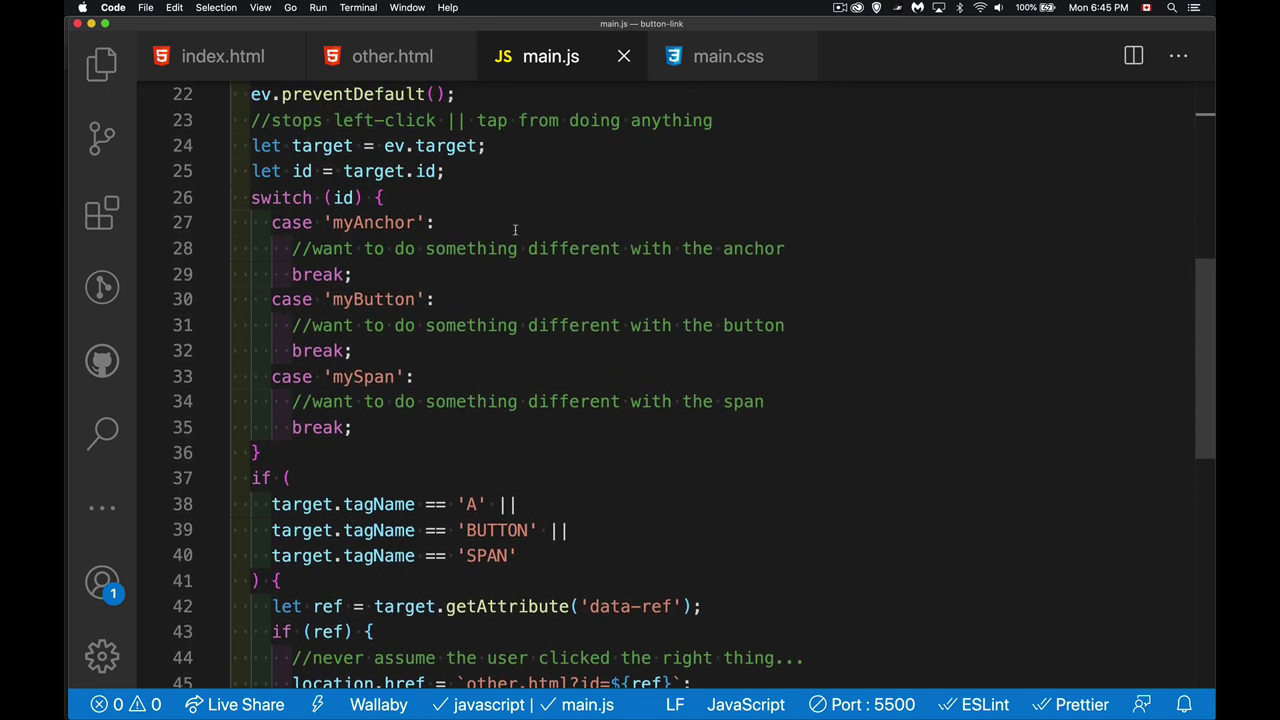 Code File Edit Selection View Go Run Terminal Window Help 100% Mon 6:45 PM
main.js — button-link
index.html other.html JS main.js main.css
22 ev.preventDefault();
23 //stops left-click || tap from doing anything
24 let target = ev.target;
25 let id = target.id;
26 switch (id) {
27 case 'myAnchor':
28 //want to do something different with the anchor
29 break;
30 case 'myButton':
31 //want to do something different with the button
32 break;
33 case 'mySpan':
34 //want to do something different with the span
35 break;
36 }
37 if (
38 target.tagName == 'A' ||
39 target.tagName == 'BUTTON' ||
40 target.tagName == 'SPAN'
41 ) {
42 let ref = target.getAttribute('data-ref');
43 if (ref) {
44 //never assume the user clicked the right thing...
45 location.href = `other.html?id=${ref}`;
1
0 0 Live Share Wallaby javascript | main.js LF JavaScript Port : 5500 ESLint Prettier